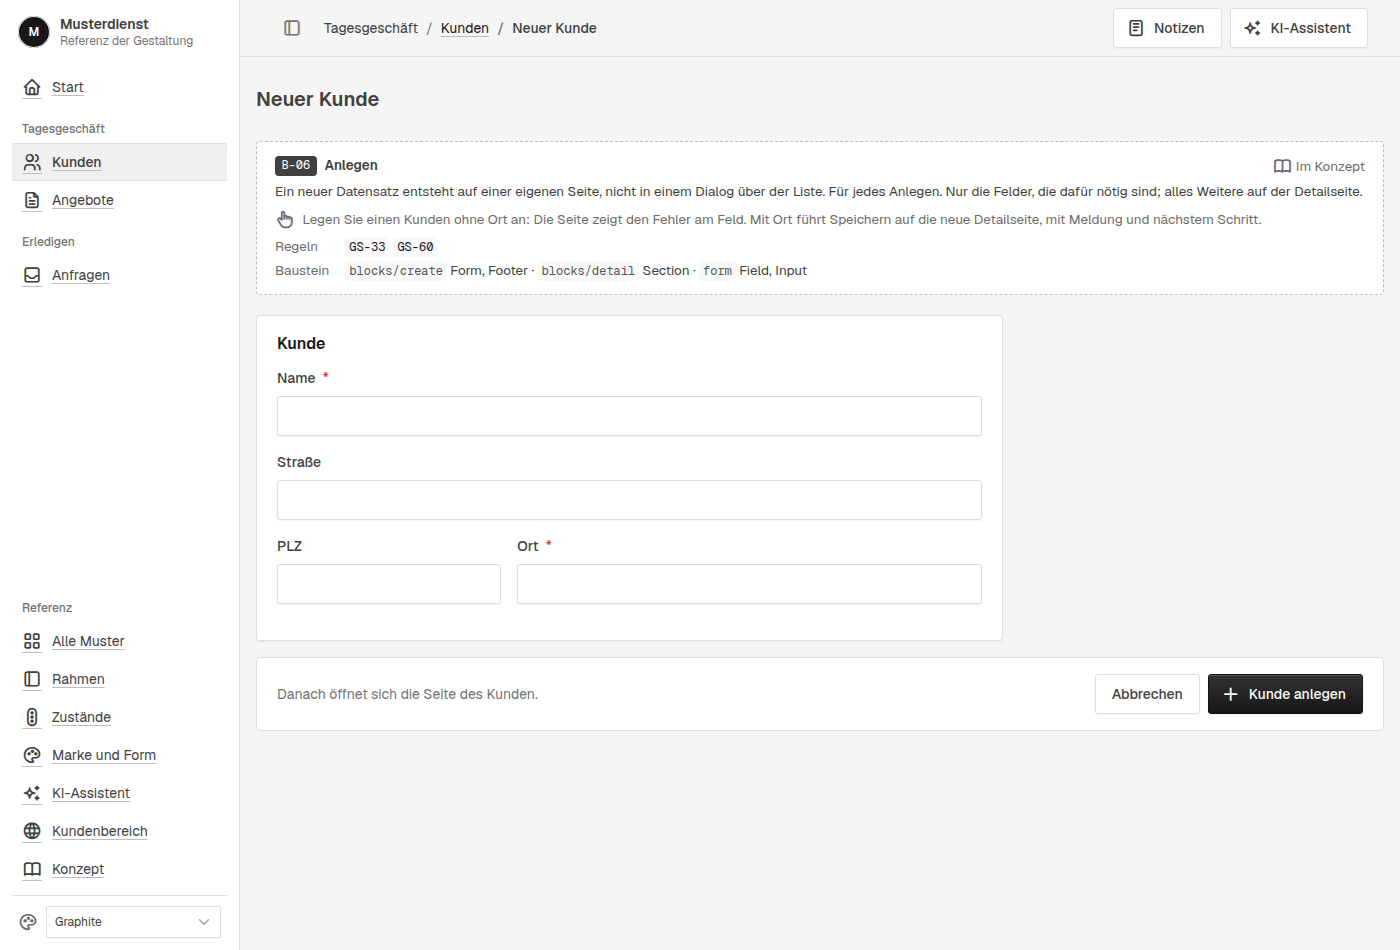 M
Musterdienst
Referenz der Gestaltung
Start
Tagesgeschäft
Kunden
Angebote
Erledigen
Anfragen
Referenz
Alle Muster
Rahmen
Zustände
Marke und Form
KI-Assistent
Kundenbereich
Konzept
Graphite
Tagesgeschäft / Kunden / Neuer Kunde
Notizen
KI-Assistent
Neuer Kunde
B-06 Anlegen
Im Konzept
Ein neuer Datensatz entsteht auf einer eigenen Seite, nicht in einem Dialog über der Liste. Für jedes Anlegen. Nur die Felder, die dafür nötig sind; alles Weitere auf der Detailseite.
Legen Sie einen Kunden ohne Ort an: Die Seite zeigt den Fehler am Feld. Mit Ort führt Speichern auf die neue Detailseite, mit Meldung und nächstem Schritt.
Regeln GS-33 GS-60
Baustein blocks/create Form, Footer · blocks/detail Section · form Field, Input
Kunde
Name *
Straße
PLZ
Ort *
Danach öffnet sich die Seite des Kunden.
Abbrechen
Kunde anlegen